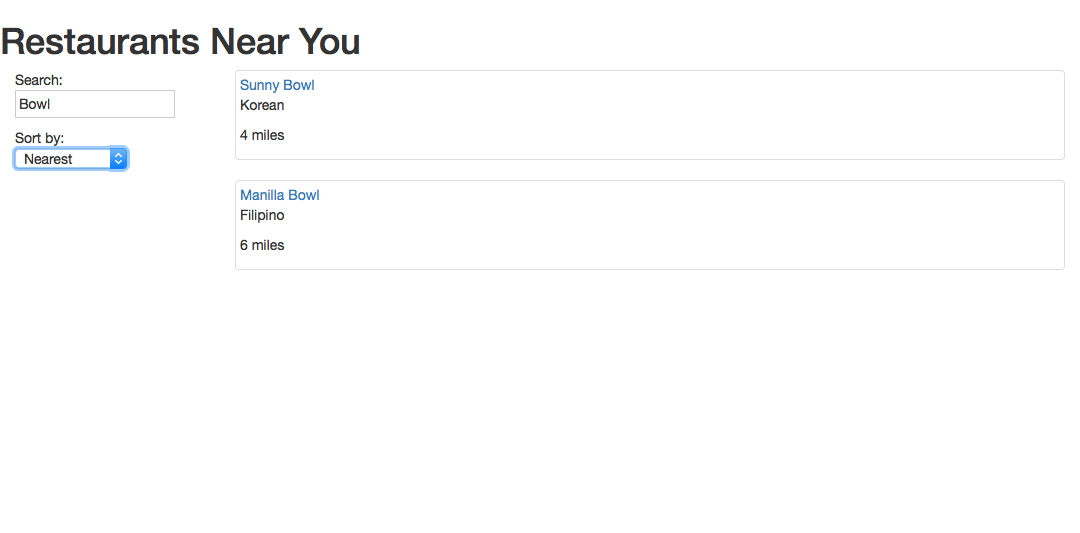 Restaurants Near You
Search:
Bowl
Sort by:
Nearest
Sunny Bowl
Korean
4 miles
Manilla Bowl
Filipino
6 miles